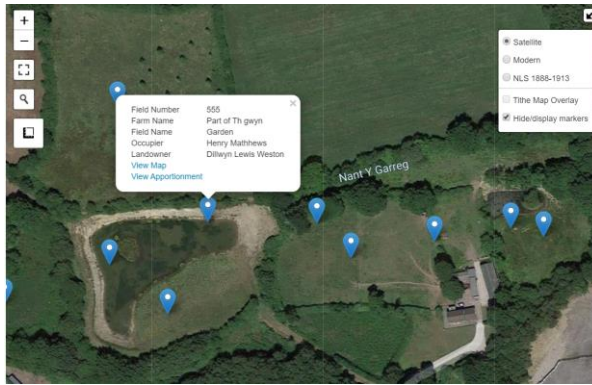 +
−
×
Field Number 555
Farm Name Part of Th gwyn
Field Name Garden
Occupier Henry Mathhews
Landowner Dillwyn Lewis Weston
View Map
View Apportionment
Nant Y Garreg
Satellite
Modern
NLS 1888-1913
Tithe Map Overlay
Hide/display markers